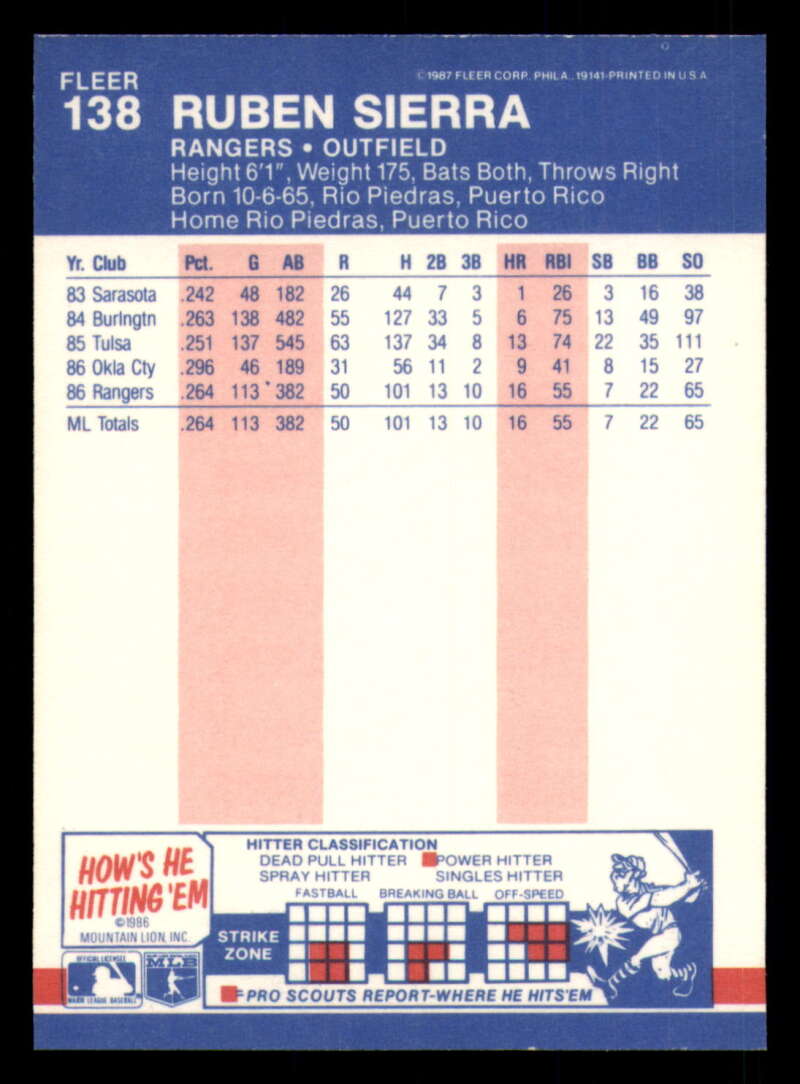 ©1987 FLEER CORP. PHILA., 19141-PRINTED IN U.S.A.
FLEER
138 RUBEN SIERRA
RANGERS • OUTFIELD
Height 6'1", Weight 175, Bats Both, Throws Right
Born 10-6-65, Rio Piedras, Puerto Rico
Home Rio Piedras, Puerto Rico
Yr. Club Pct. G AB R H 2B 3B HR RBI SB BB SO
83 Sarasota .242 48 182 26 44 7 3 1 26 3 16 38
84 Burlngtn .263 138 482 55 127 33 5 6 75 13 49 97
85 Tulsa .251 137 545 63 137 34 8 13 74 22 35 111
86 Okla Cty .296 46 189 31 56 11 2 9 41 8 15 27
86 Rangers .264 113 382 50 101 13 10 16 55 7 22 65
ML Totals .264 113 382 50 101 13 10 16 55 7 22 65
HOW'S HE
HITTING 'EM
©1986
MOUNTAIN LION, INC.
HITTER CLASSIFICATION
DEAD PULL HITTER POWER HITTER
SPRAY HITTER SINGLES HITTER
FASTBALL BREAKING BALL OFF-SPEED
STRIKE
ZONE
=PRO SCOUTS REPORT-WHERE HE HITS'EM
OFFICIAL LICENSEE
MAJOR LEAGUE BASEBALL
MLB